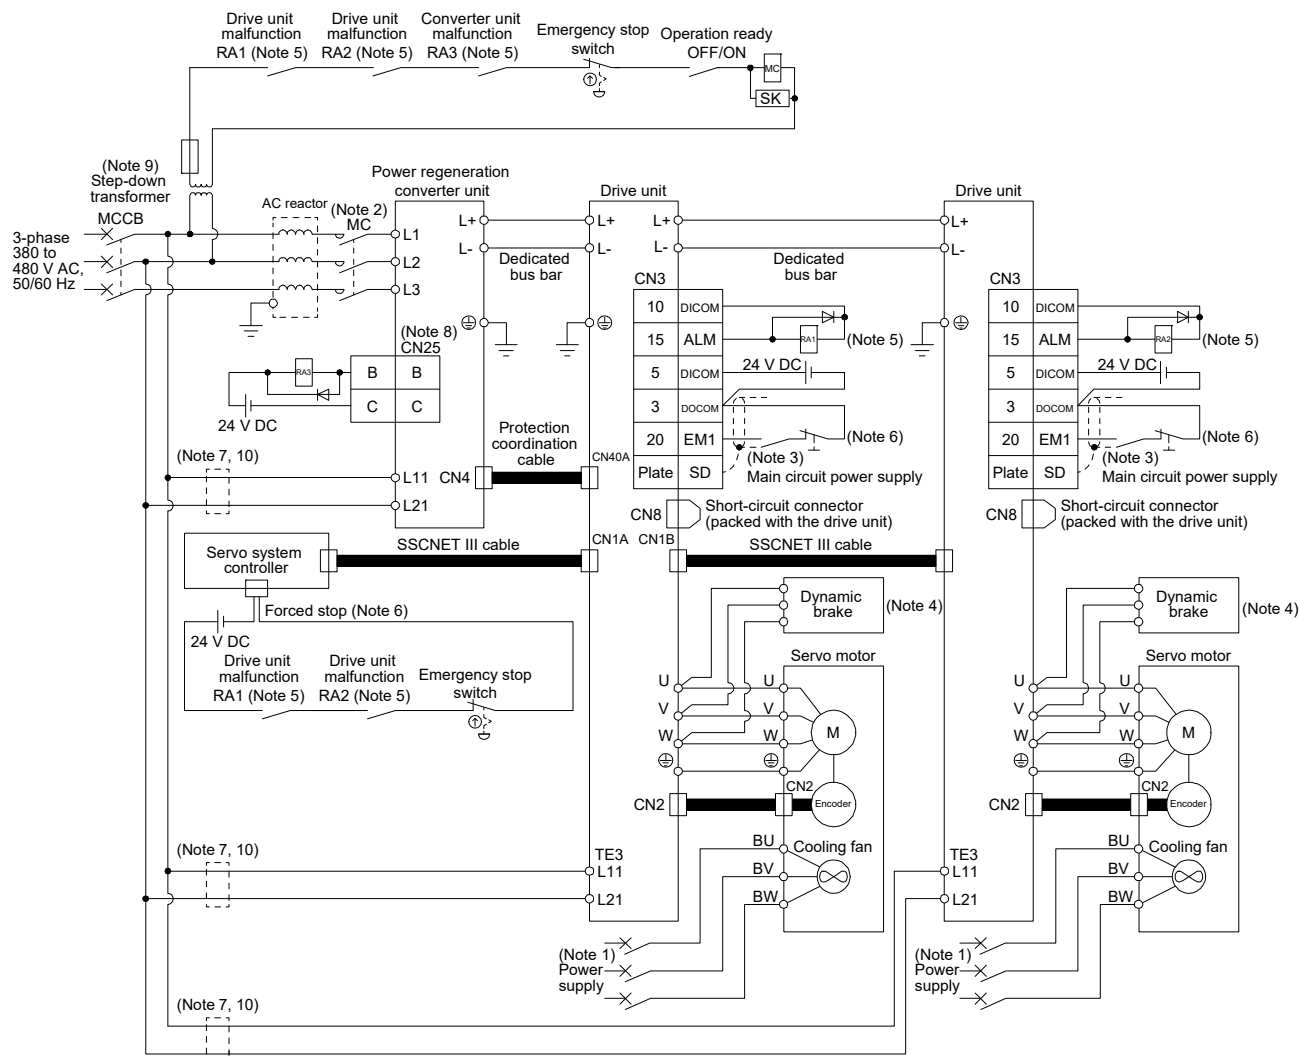 Drive unit
malfunction
RA1 (Note 5)
Drive unit
malfunction
RA2 (Note 5)
Converter unit
malfunction
RA3 (Note 5)
Emergency stop
switch
Operation ready
OFF/ON
MC
SK
(Note 9)
Step-down
transformer
MCCB
3-phase
380 to
480 V AC,
50/60 Hz
AC reactor
(Note 2)
MC
Power regeneration
converter unit
L1
L2
L3
L+
L-
Dedicated
bus bar
Drive unit
L+
L-
L+
L-
Dedicated
bus bar
Drive unit
L+
L-
(Note 8)
CN25
B
B
C
C
RA3
24 V DC
CN3
10
DICOM
15
ALM
5
DICOM
3
DOCOM
20
EM1
Plate
SD
RA1
(Note 5)
24 V DC
(Note 6)
(Note 3)
Main circuit power supply
CN3
10
DICOM
15
ALM
5
DICOM
3
DOCOM
20
EM1
Plate
SD
RA2
(Note 5)
24 V DC
(Note 6)
(Note 3)
Main circuit power supply
(Note 7, 10)
L11
L21
CN4
Protection
coordination
cable
CN40A
CN8
Short-circuit connector
(packed with the drive unit)
CN8
Short-circuit connector
(packed with the drive unit)
Servo system
controller
SSCNET III cable
CN1A
CN1B
SSCNET III cable
Forced stop (Note 6)
24 V DC
Drive unit
malfunction
RA1 (Note 5)
Drive unit
malfunction
RA2 (Note 5)
Emergency stop
switch
Dynamic
brake
(Note 4)
Servo motor
U
V
W
U
V
W
M
CN2
CN2
Encoder
BU
BV
BW
Cooling fan
Dynamic
brake
(Note 4)
Servo motor
U
V
W
U
V
W
M
CN2
CN2
Encoder
BU
BV
BW
Cooling fan
(Note 7, 10)
TE3
L11
L21
TE3
L11
L21
(Note 1)
Power
supply
(Note 1)
Power
supply
(Note 7, 10)